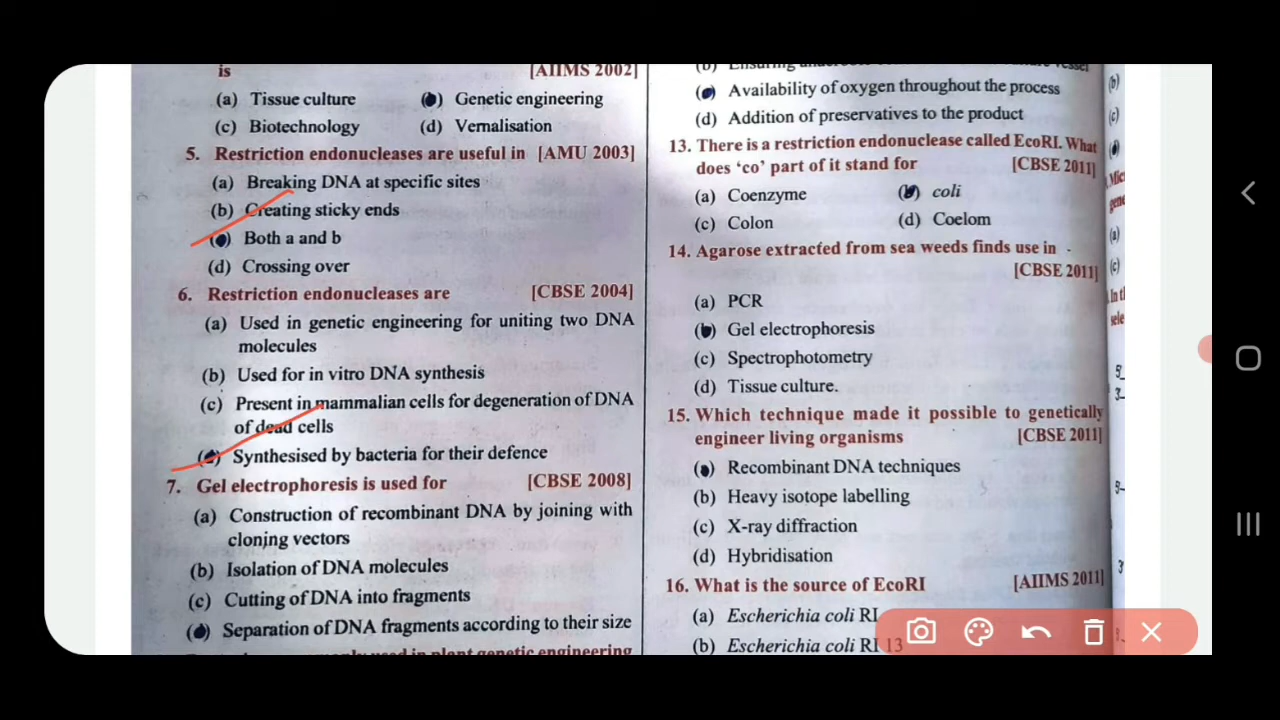 is [AIIMS 2002]
(a) Tissue culture (b) Genetic engineering
(c) Biotechnology (d) Vernalisation
5. Restriction endonucleases are useful in [AMU 2003]
(a) Breaking DNA at specific sites
(b) Creating sticky ends
(c) Both a and b
(d) Crossing over
6. Restriction endonucleases are [CBSE 2004]
(a) Used in genetic engineering for uniting two DNA
molecules
(b) Used for in vitro DNA synthesis
(c) Present in mammalian cells for degeneration of DNA
of dead cells
(d) Synthesised by bacteria for their defence
7. Gel electrophoresis is used for [CBSE 2008]
(a) Construction of recombinant DNA by joining with
cloning vectors
(b) Isolation of DNA molecules
(c) Cutting of DNA into fragments
(d) Separation of DNA fragments according to their size
used in plant genetic engineering
(b) Ensuring vessel
(c) Availability of oxygen throughout the process
(d) Addition of preservatives to the product
13. There is a restriction endonuclease called EcoRI. What
does ‘co’ part of it stand for [CBSE 2011]
(a) Coenzyme (b) coli
(c) Colon (d) Coelom
14. Agarose extracted from sea weeds finds use in
[CBSE 2011]
(a) PCR
(b) Gel electrophoresis
(c) Spectrophotometry
(d) Tissue culture.
15. Which technique made it possible to genetically
engineer living organisms [CBSE 2011]
(a) Recombinant DNA techniques
(b) Heavy isotope labelling
(c) X-ray diffraction
(d) Hybridisation
16. What is the source of EcoRI [AIIMS 2011]
(a) Escherichia coli RI
(b) Escherichia coli RI 13
(b)
(c)
(a)
(c)